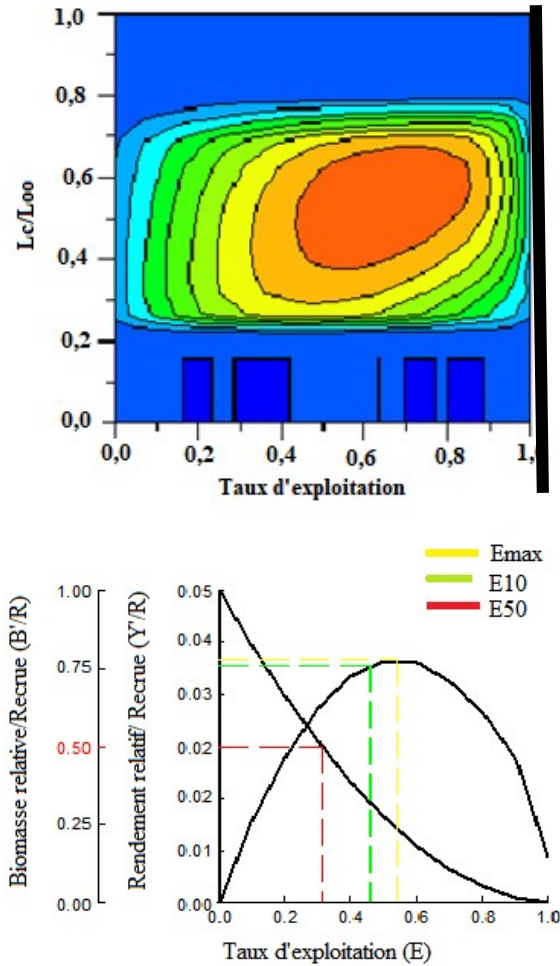 1,0
0,8
0,6
0,4
0,2
0,0
Lc/Loo
0,0 0,2 0,4 0,6 0,8 1,
Taux d'exploitation
Emax
E10
E50
Biomasse relative/Recrue (B'/R)
1.00
0.75
0.50
0.25
0.00
Rendement relatif/ Recrue (Y'/R)
0.05
0.04
0.03
0.02
0.02
0.01
0.00
0.0 0.2 0.4 0.6 0.8 1.0
Taux d'exploitation (E)